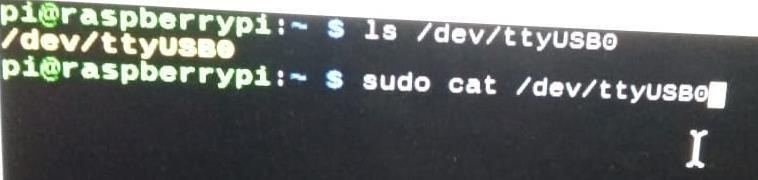 pi@raspberrypi:~ $ ls /dev/ttyUSB0
/dev/ttyUSB0
pi@raspberrypi:~ $ sudo cat /dev/ttyUSB0